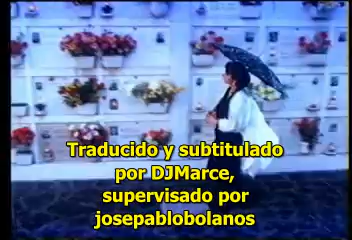 Traducido y subtitulado
por DJMarce,
supervisado por
josepablobolanos